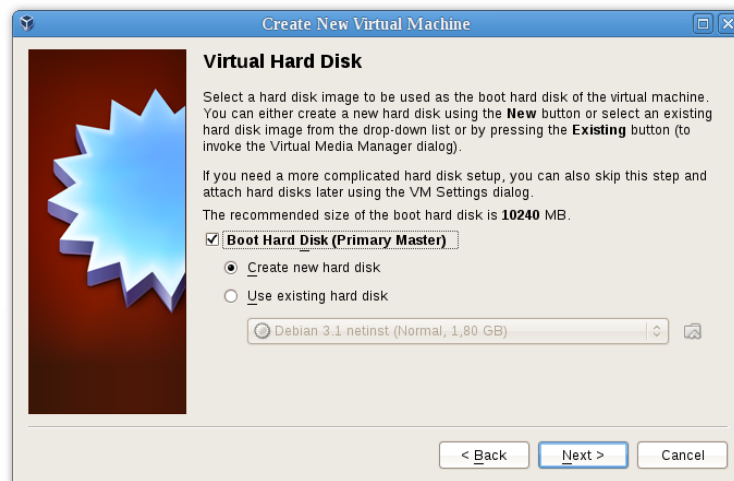 Create New Virtual Machine
Virtual Hard Disk
Select a hard disk image to be used as the boot hard disk of the virtual machine.
You can either create a new hard disk using the New button or select an existing
hard disk image from the drop-down list or by pressing the Existing button (to
invoke the Virtual Media Manager dialog).
If you need a more complicated hard disk setup, you can also skip this step and
attach hard disks later using the VM Settings dialog.
The recommended size of the boot hard disk is 10240 MB.
Boot Hard Disk (Primary Master)
Create new hard disk
Use existing hard disk
Debian 3.1 netinst (Normal, 1,80 GB)
< Back
Next >
Cancel